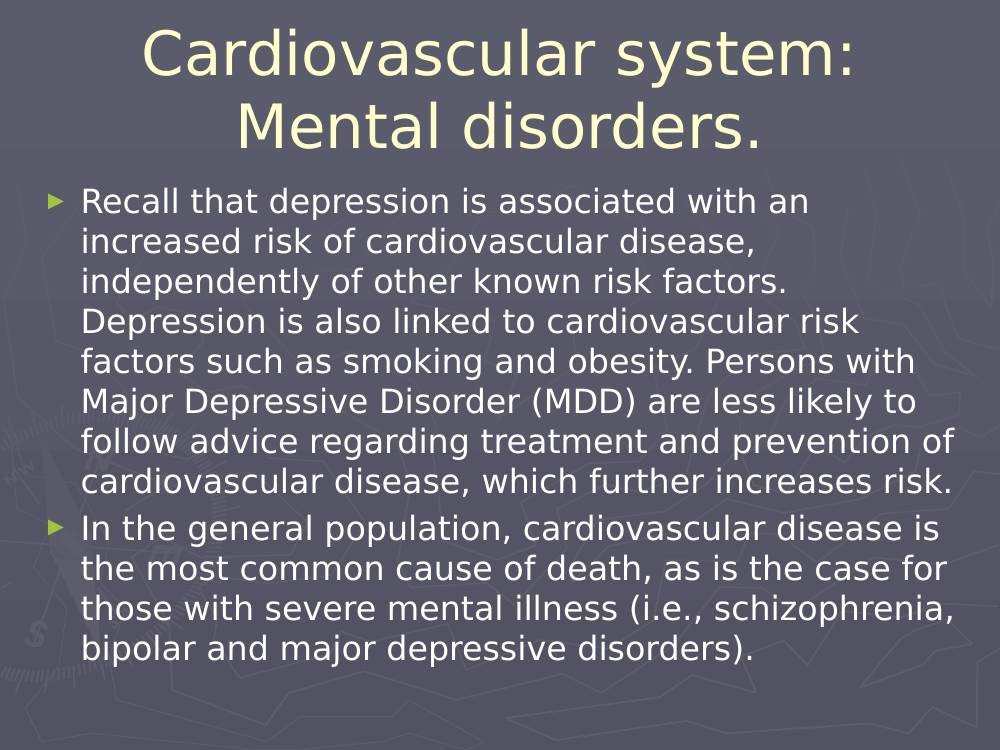 Cardiovascular system:
Mental disorders.
► Recall that depression is associated with an
increased risk of cardiovascular disease,
independently of other known risk factors.
Depression is also linked to cardiovascular risk
factors such as smoking and obesity. Persons with
Major Depressive Disorder (MDD) are less likely to
follow advice regarding treatment and prevention of
cardiovascular disease, which further increases risk.
► In the general population, cardiovascular disease is
the most common cause of death, as is the case for
those with severe mental illness (i.e., schizophrenia,
bipolar and major depressive disorders).
NW
S